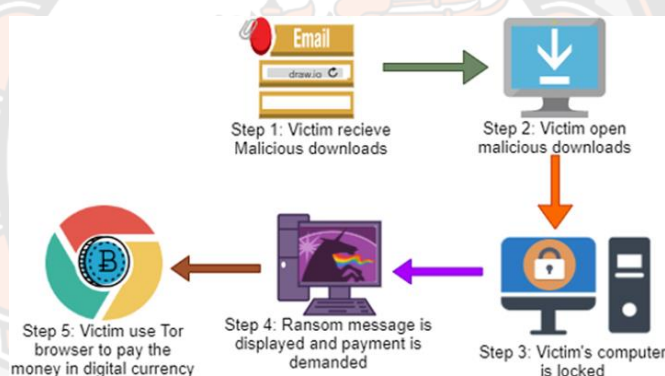 Email
draw.io
Step 1: Victim recieve
Malicious downloads
Step 2: Victim open
malicious downloads
Step 3: Victim's computer
is locked
Step 4: Ransom message is
displayed and payment is
demanded
Step 5: Victim use Tor
browser to pay the
money in digital currency